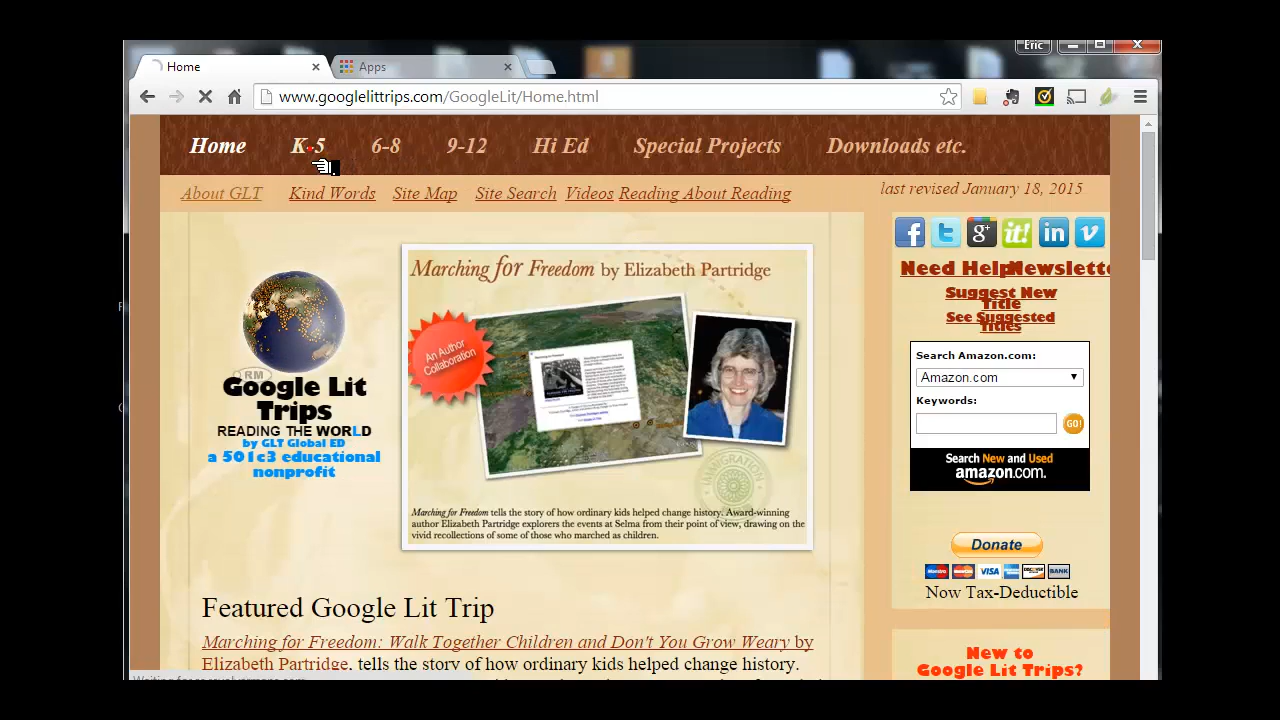 Eric
Home
Apps
www.googlelittrips.com/GoogleLit/Home.html
Home K-5 6-8 9-12 Hi Ed Special Projects Downloads etc.
About GLT Kind Words Site Map Site Search Videos Reading About Reading
last revised January 18, 2015
Marching for Freedom by Elizabeth Partridge
An Author
Collaboration
IMMIGRATION
Marching for Freedom tells the story of how ordinary kids helped change history. Award-winning
author Elizabeth Partridge explorers the events at Selma from their point of view, drawing on the
vivid recollections of some of those who marched as children.
RM
Google Lit
Trips
READING THE WORLD
by GLT Global ED
a 501c3 educational
nonprofit
Featured Google Lit Trip
Marching for Freedom: Walk Together Children and Don't You Grow Weary by
Elizabeth Partridge, tells the story of how ordinary kids helped change history.
f t g+ it! in v
Need Help Newslette
Suggest New
Title
See Suggested
Titles
Search Amazon.com:
Amazon.com
Keywords:
GO!
Search New and Used
amazon.com.
Donate
VISA DISCOVER BANK
Now Tax-Deductible
New to
Google Lit Trips?